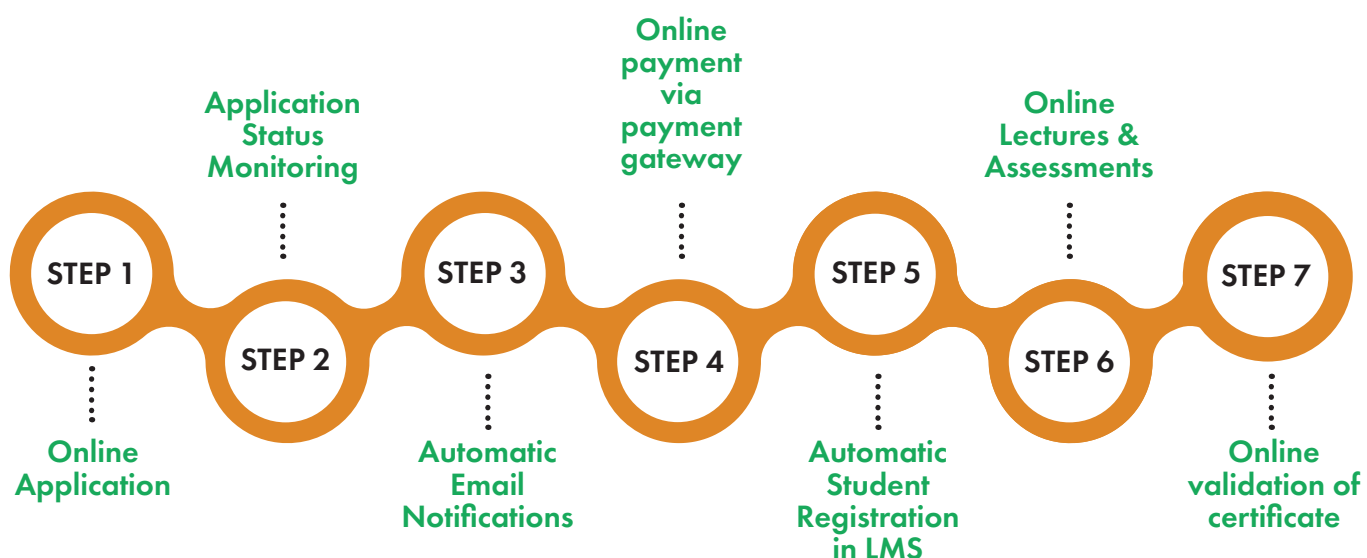 STEP 1
Online
Application
Application
Status
Monitoring
STEP 2
STEP 3
Automatic
Email
Notifications
Online
payment
via
payment
gateway
STEP 4
STEP 5
Automatic
Student
Registration
in LMS
Online
Lectures &
Assessments
STEP 6
STEP 7
Online
validation of
certificate